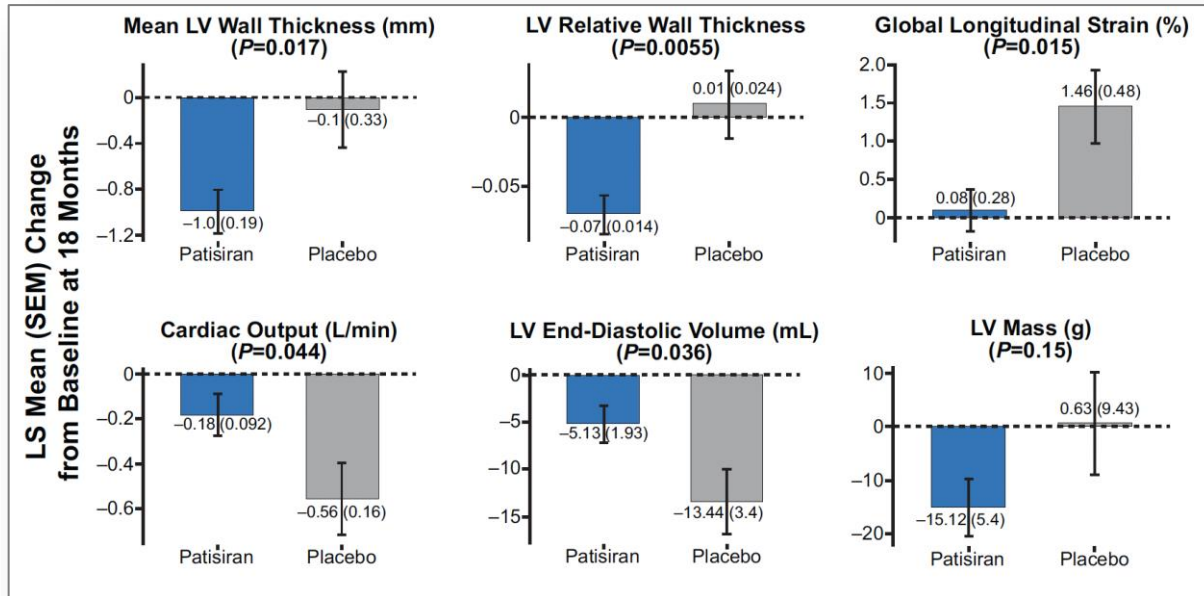 LS Mean (SEM) Change
from Baseline at 18 Months
Mean LV Wall Thickness (mm)
(P=0.017)
0
–0.4
–0.8
–1.2
–1.0 (0.19)
–0.1 (0.33)
Patisiran
Placebo
LV Relative Wall Thickness
(P=0.0055)
0
–0.05
–0.07 (0.014)
0.01 (0.024)
Patisiran
Placebo
Global Longitudinal Strain (%)
(P=0.015)
2.0
1.5
1.0
0.5
0
0.08 (0.28)
1.46 (0.48)
Patisiran
Placebo
Cardiac Output (L/min)
(P=0.044)
0
–0.2
–0.4
–0.6
–0.18 (0.092)
–0.56 (0.16)
Patisiran
Placebo
LV End-Diastolic Volume (mL)
(P=0.036)
0
–5
–10
–15
–5.13 (1.93)
–13.44 (3.4)
Patisiran
Placebo
LV Mass (g)
(P=0.15)
10
0
–10
–20
–15.12 (5.4)
0.63 (9.43)
Patisiran
Placebo